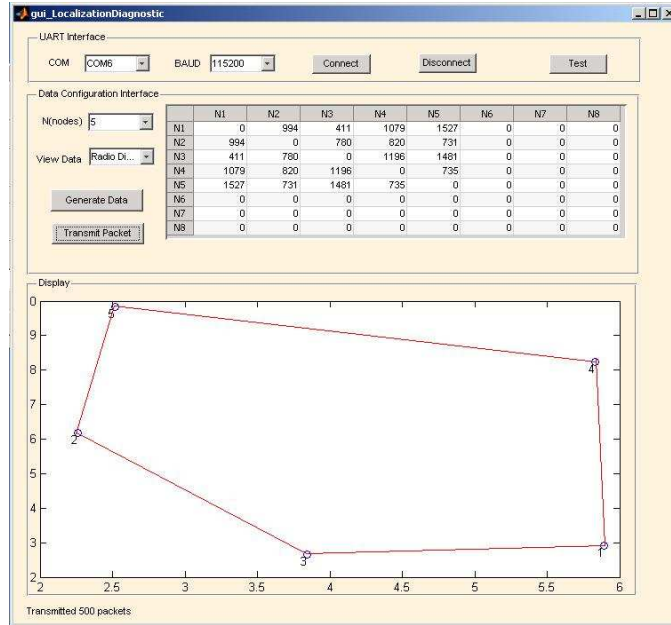 gui_LocalizationDiagnostic
UART Interface
COM COM6 BAUD 115200 Connect Disconnect Test
Data Configuration Interface
N(nodes) 5
View Data Radio Di...
Generate Data
Transmit Packet
N1 N2 N3 N4 N5 N6 N7 N8
N1 0 994 411 1079 1527 0 0 0
N2 994 0 780 820 731 0 0 0
N3 411 780 0 1196 1481 0 0 0
N4 1079 820 1196 0 735 0 0 0
N5 1527 731 1481 735 0 0 0 0
N6 0 0 0 0 0 0 0 0
N7 0 0 0 0 0 0 0 0
N8 0 0 0 0 0 0 0 0
Display
0
9
8
7
6
5
4
3
2
5
4
2
3
1
2 2.5 3 3.5 4 4.5 5 5.5 6
Transmitted 500 packets